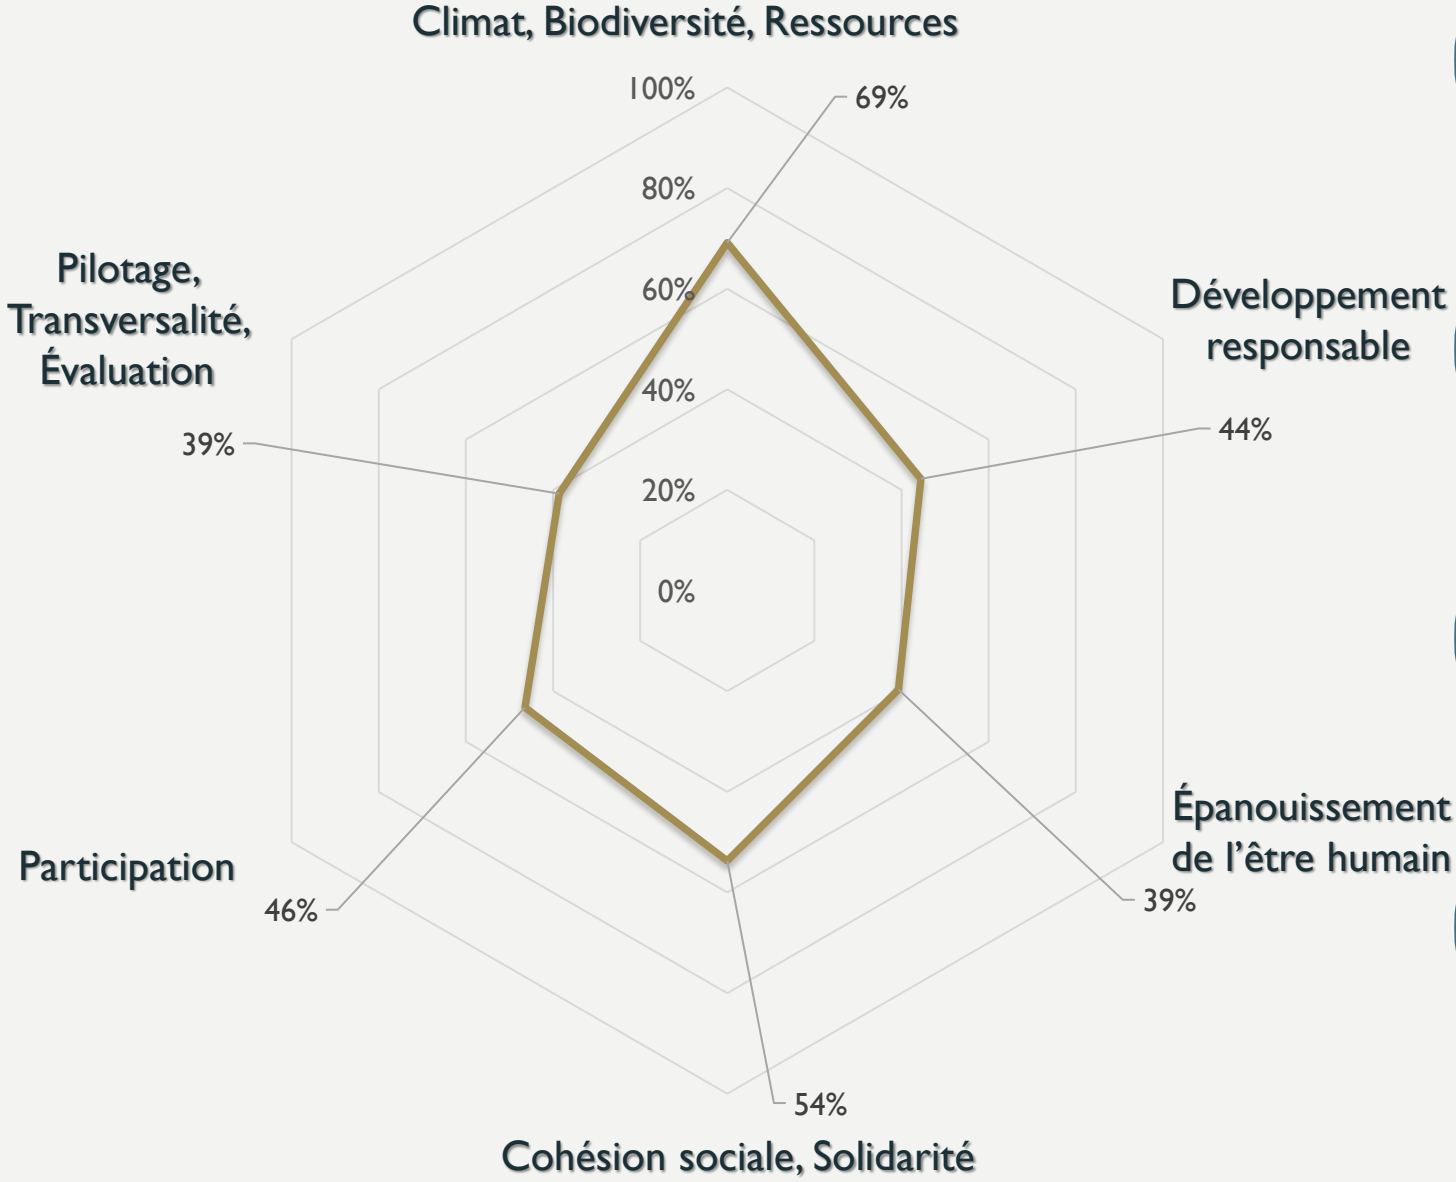 Climat, Biodiversité, Ressources
100%
69%
80%
Pilotage,
Transversalité,
Évaluation
60%
Développement
responsable
40%
44%
39%
20%
0%
Épanouissement
de l’être humain
39%
Participation
46%
54%
Cohésion sociale, Solidarité